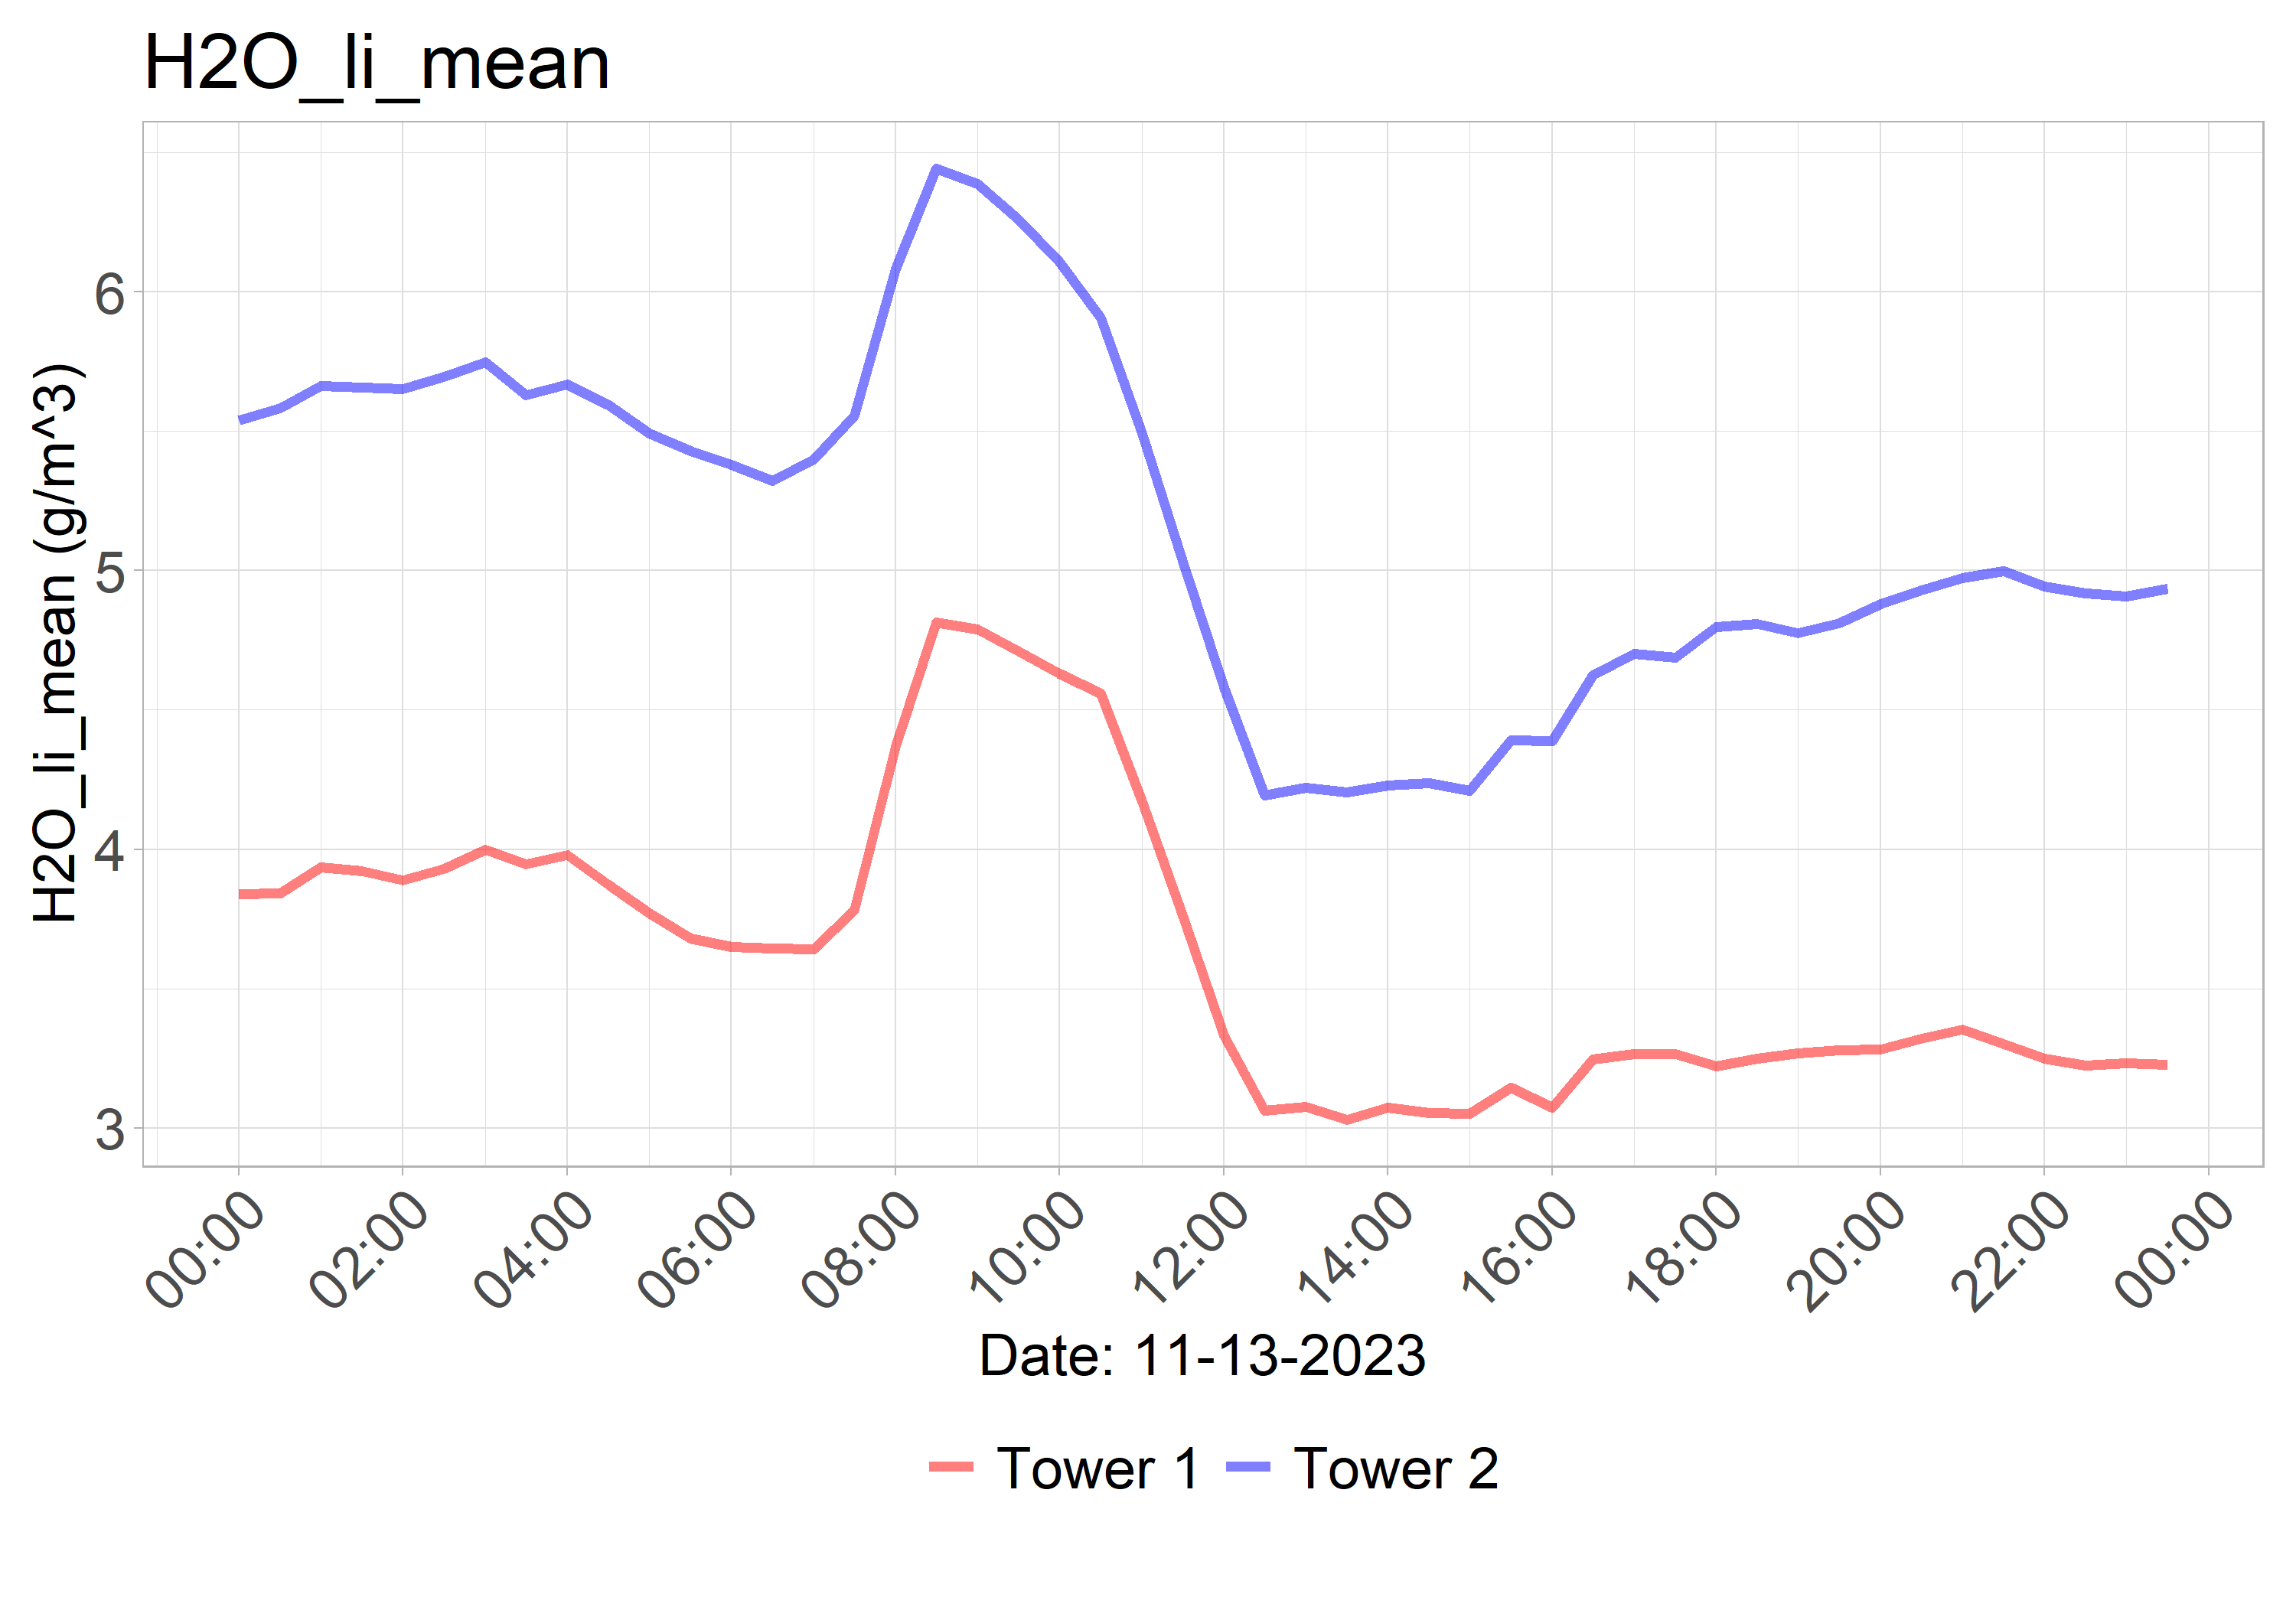 H2O_li_mean
H2O_li_mean (g/m^3)
6
5
4
3
00:00 02:00 04:00 06:00 08:00 10:00 12:00 14:00 16:00 18:00 20:00 22:00 00:00
Date: 11-13-2023
Tower 1 Tower 2